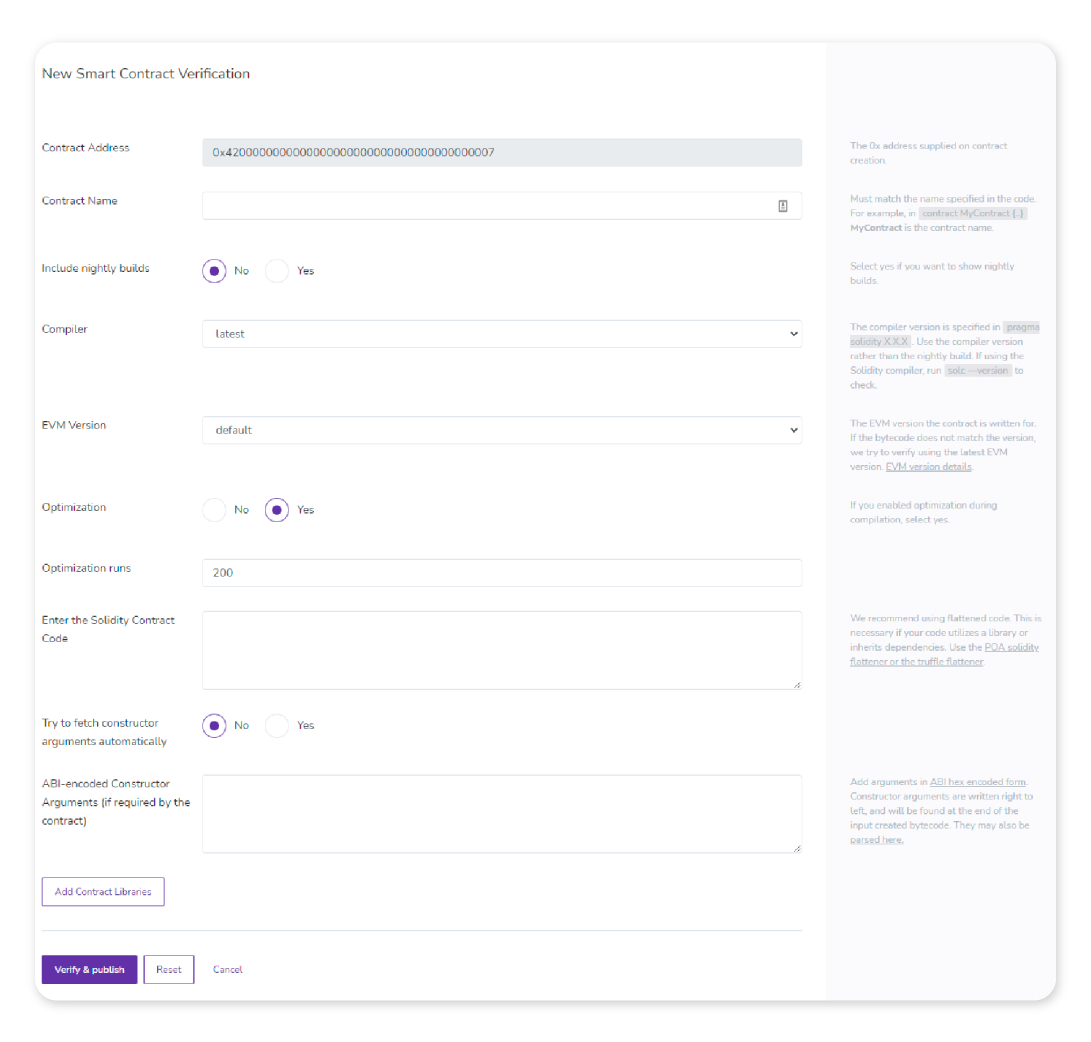 New Smart Contract Verification
Contract Address
0x4200000000000000000000000000000000000007
The 0x address supplied on contract
creation.
Contract Name
Must match the name specified in the code.
For example, in contract MyContract {..}
MyContract is the contract name.
Include nightly builds
No Yes
Select yes if you want to show nightly
builds.
Compiler
latest
The compiler version is specified in pragma
solidity X.X.X . Use the compiler version
rather than the nightly build. If using the
Solidity compiler, run solc —version to
check.
EVM Version
default
The EVM version the contract is written for.
If the bytecode does not match the version,
we try to verify using the latest EVM
version. EVM version details.
Optimization
No Yes
If you enabled optimization during
compilation, select yes.
Optimization runs
200
Enter the Solidity Contract
Code
We recommend using flattened code. This is
necessary if your code utilizes a library or
inherits dependencies. Use the POA solidity
flattener or the truffle flattener.
Try to fetch constructor
arguments automatically
No Yes
ABI-encoded Constructor
Arguments (if required by the
contract)
Add arguments in ABI hex encoded form.
Constructor arguments are written right to
left, and will be found at the end of the
input created bytecode. They may also be
parsed here.
Add Contract Libraries
Verify & publish Reset Cancel